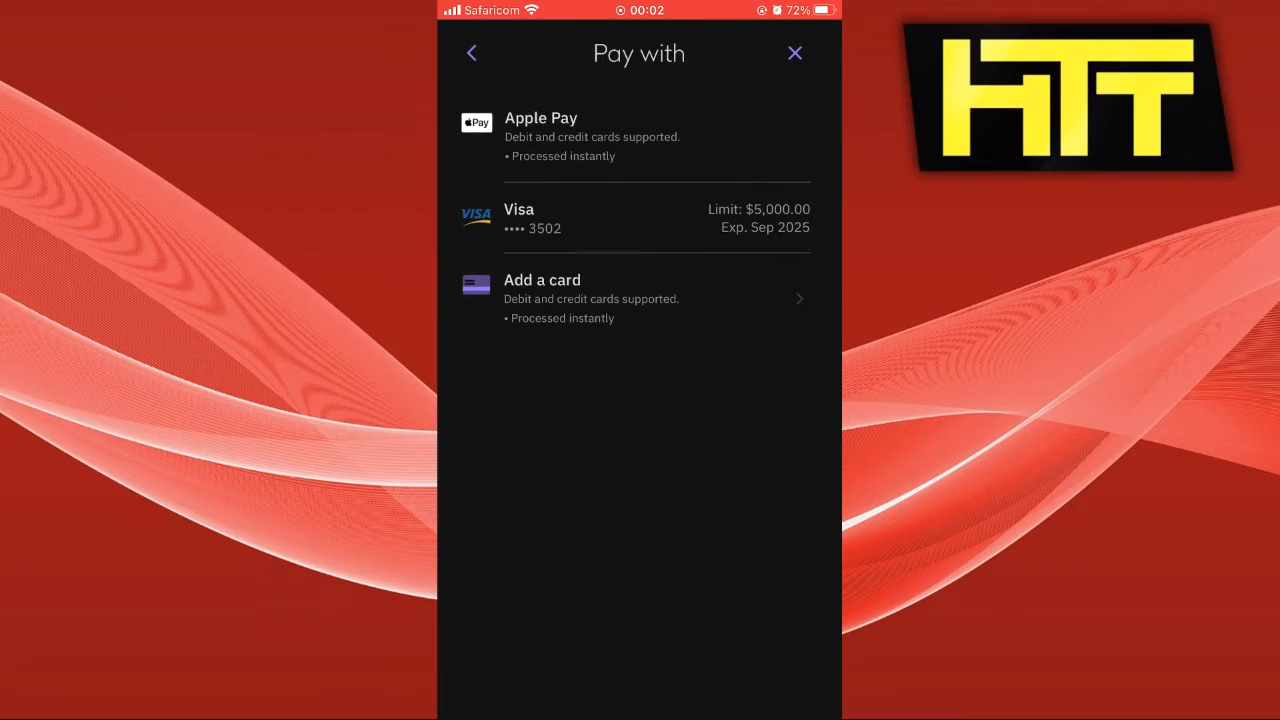 Safaricom 00:02 72%
Pay with
HTT
Pay Apple Pay
Debit and credit cards supported.
• Processed instantly
VISA Visa Limit: $5,000.00
•••• 3502 Exp. Sep 2025
Add a card
Debit and credit cards supported.
• Processed instantly